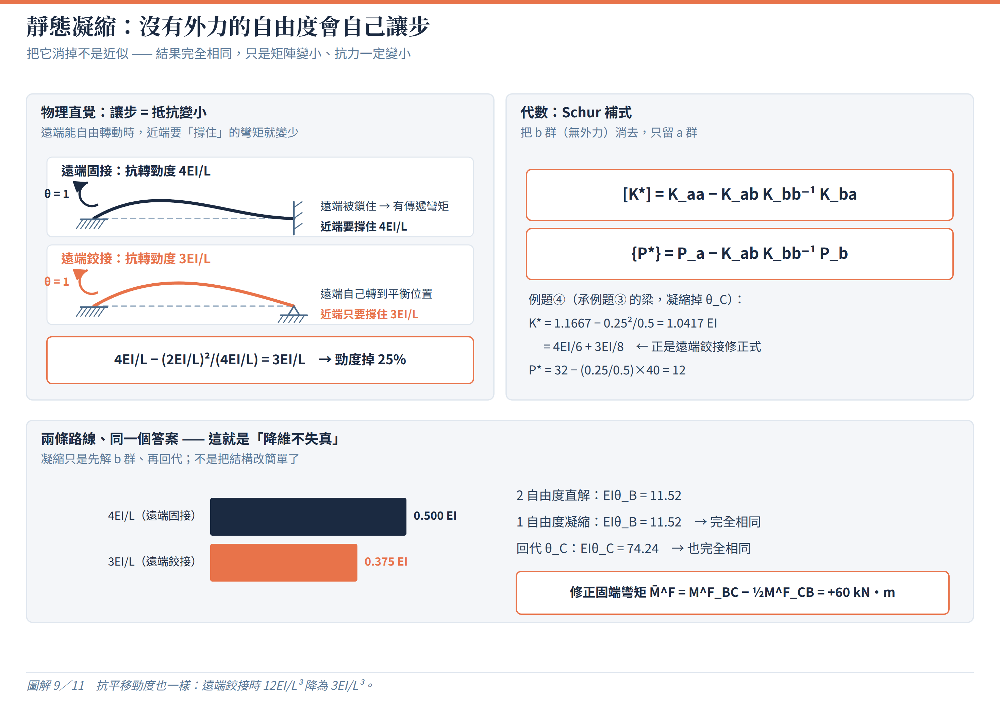 靜態凝縮：沒有外力的自由度會自己讓步
把它消掉不是近似 —— 結果完全相同，只是矩陣變小、抗力一定變小
物理直覺：讓步 = 抵抗變小
遠端能自由轉動時，近端要「撐住」的彎矩就變少
遠端固接：抗轉勁度 4EI/L
θ = 1
遠端被鎖住 → 有傳遞彎矩
近端要撐住 4EI/L
遠端鉸接：抗轉勁度 3EI/L
θ = 1
遠端自己轉到平衡位置
近端只要撐住 3EI/L
4EI/L − (2EI/L)²/(4EI/L) = 3EI/L → 勁度掉 25%
代數：Schur 補式
把 b 群（無外力）消去，只留 a 群
[K*] = K_aa − K_ab K_bb⁻¹ K_ba
{P*} = P_a − K_ab K_bb⁻¹ P_b
例題④（承例題③ 的梁，凝縮掉 θ_C）：
K* = 1.1667 − 0.25²/0.5 = 1.0417 EI
= 4EI/6 + 3EI/8 ← 正是遠端鉸接修正式
P* = 32 − (0.25/0.5)×40 = 12
兩條路線、同一個答案 —— 這就是「降維不失真」
凝縮只是先解 b 群、再回代；不是把結構改簡單了
4EI/L（遠端固接）
0.500 EI
3EI/L（遠端鉸接）
0.375 EI
2 自由度直解：EIθ_B = 11.52
1 自由度凝縮：EIθ_B = 11.52 → 完全相同
回代 θ_C：EIθ_C = 74.24 → 也完全相同
修正固端彎矩 M̄^F = M^F_BC − ½M^F_CB = +60 kN·m
圖解 9／11 抗平移勁度也一樣：遠端鉸接時 12EI/L³ 降為 3EI/L³。